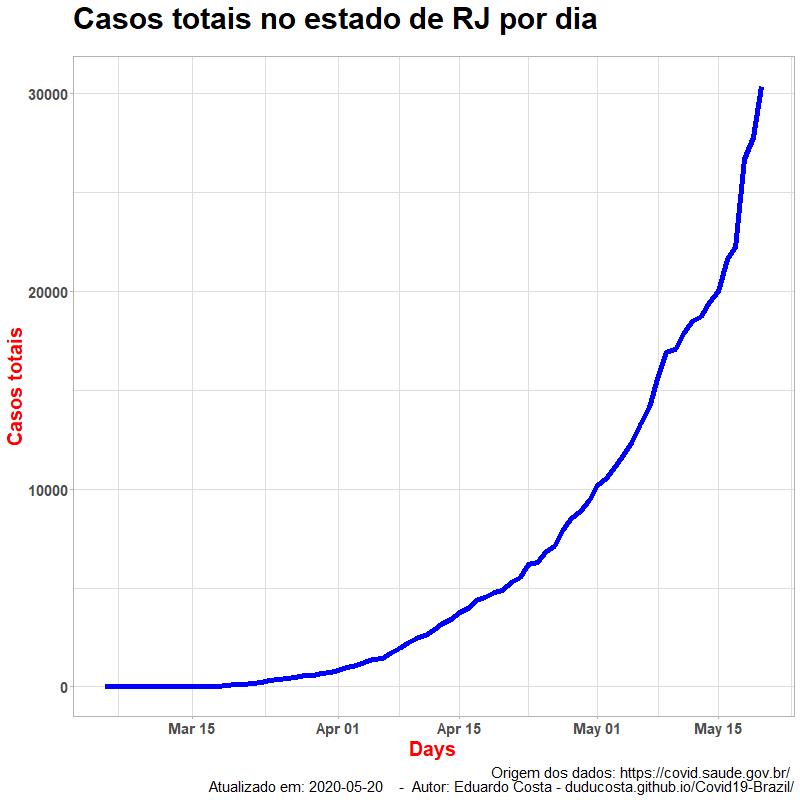 Casos totais no estado de RJ por dia
30000
20000
10000
0
Casos totais
Mar 15 Apr 01 Apr 15 May 01 May 15
Days
Origem dos dados: https://covid.saude.gov.br/
Atualizado em: 2020-05-20 - Autor: Eduardo Costa - duducosta.github.io/Covid19-Brazil/